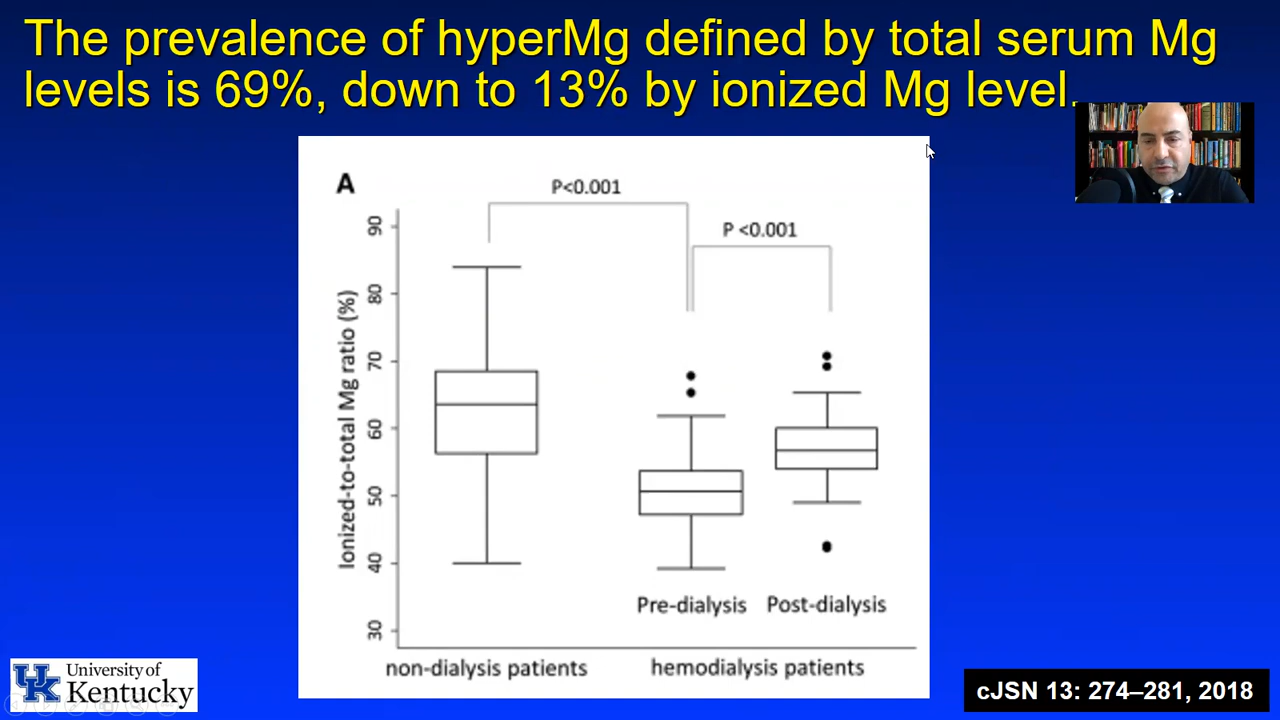 The prevalence of hyperMg defined by total serum Mg
levels is 69%, down to 13% by ionized Mg level.
A
P<0.001
P <0.001
Ionized-to-total Mg ratio (%)
90
80
70
60
50
40
30
Pre-dialysis Post-dialysis
non-dialysis patients hemodialysis patients
UK
University of
Kentucky
cJSN 13: 274–281, 2018